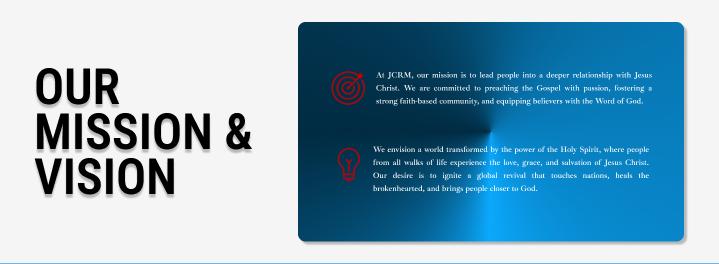 OUR
MISSION &
VISION
At JCRM, our mission is to lead people into a deeper relationship with Jesus
Christ. We are committed to preaching the Gospel with passion, fostering a
strong faith-based community, and equipping believers with the Word of God.
We envision a world transformed by the power of the Holy Spirit, where people
from all walks of life experience the love, grace, and salvation of Jesus Christ.
Our desire is to ignite a global revival that touches nations, heals the
brokenhearted, and brings people closer to God.